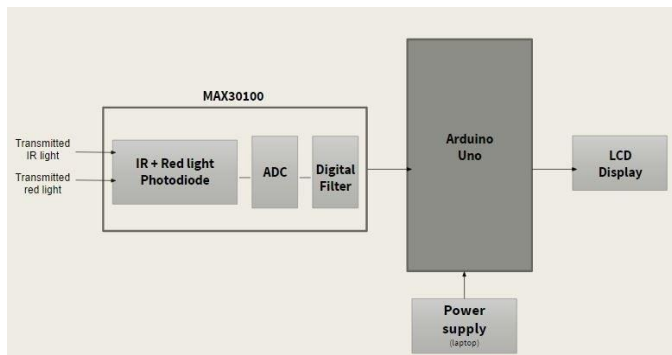 MAX30100
Transmitted
IR light
Transmitted
red light
IR + Red light
Photodiode
ADC
Digital
Filter
Arduino
Uno
LCD
Display
Power
supply
(laptop)